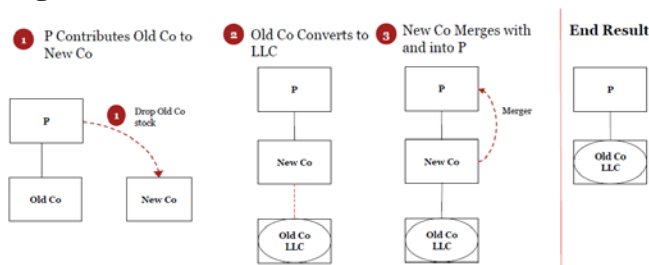 1 P Contributes Old Co to
New Co
1 Drop Old Co
stock
P
Old Co
New Co
2 Old Co Converts to
LLC
P
New Co
Old Co
LLC
3 New Co Merges with
and into P
P
Merger
New Co
Old Co
LLC
End Result
P
Old Co
LLC